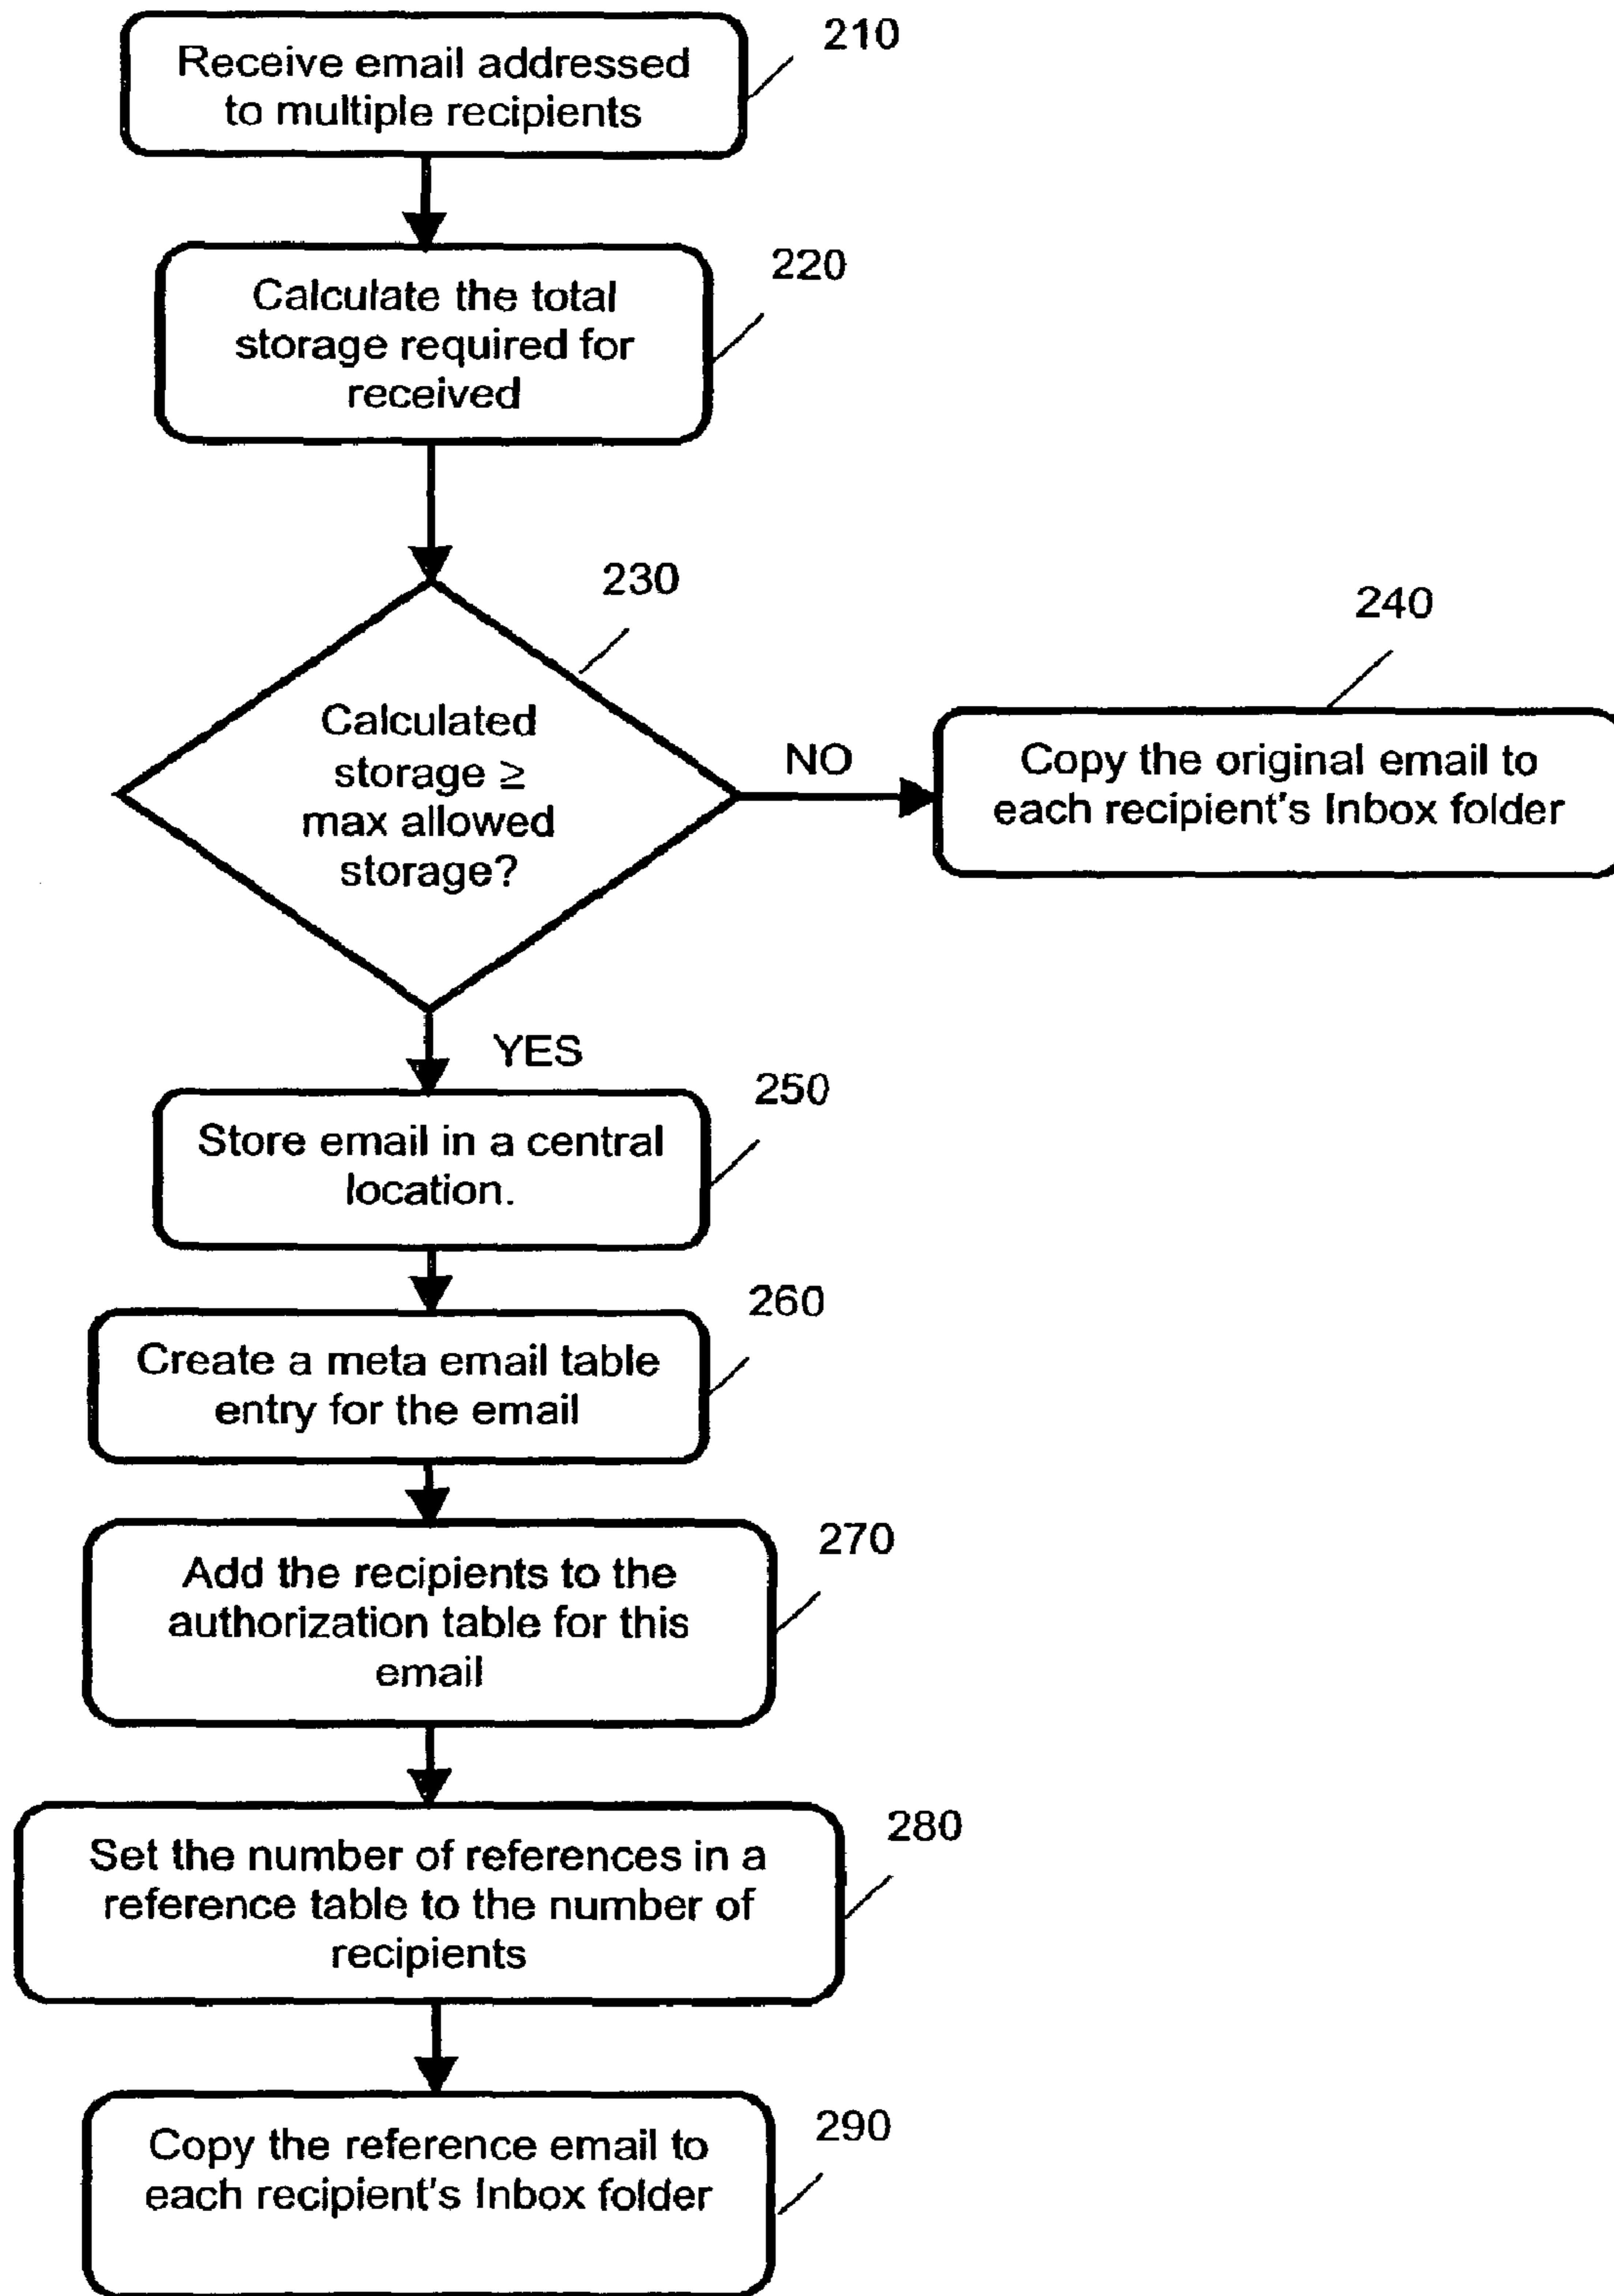 210
Receive email addressed
to multiple recipients
220
Calculate the total
storage required for
received
230
Calculated
storage ≥
max allowed
storage?
NO
240
Copy the original email to
each recipient's Inbox folder
YES
250
Store email in a central
location.
260
Create a meta email table
entry for the email
270
Add the recipients to the
authorization table for this
email
280
Set the number of references in a
reference table to the number of
recipients
290
Copy the reference email to
each recipient's Inbox folder